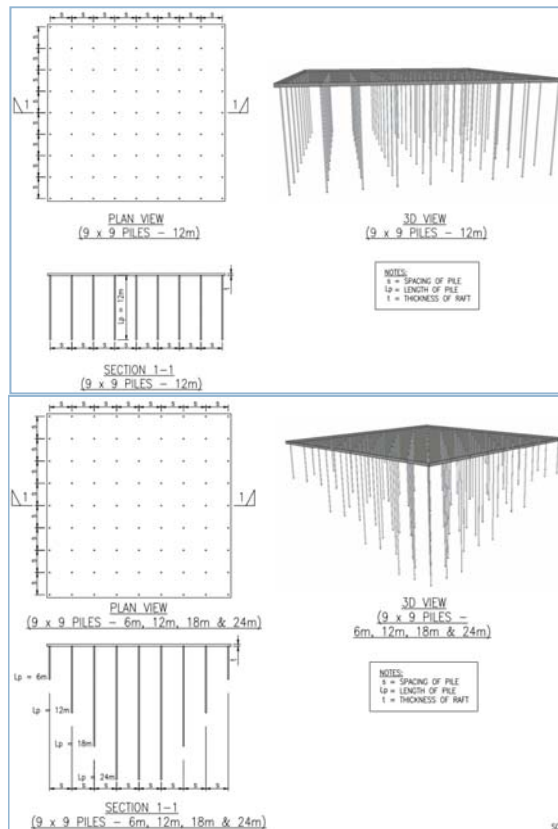 S S S S S S S S
S
S
S
S
S
S
S
S
1 1
PLAN VIEW
(9 x 9 PILES - 12m)
3D VIEW
(9 x 9 PILES - 12m)
Lp = 12m
t
S S S S S S S S
SECTION 1-1
(9 x 9 PILES - 12m)
NOTES:
s = SPACING OF PILE
Lp = LENGTH OF PILE
t = THICKNESS OF RAFT
S S S S S S S S
S
S
S
S
S
S
S
S
1 1
PLAN VIEW
(9 x 9 PILES - 6m, 12m, 18m & 24m)
3D VIEW
(9 x 9 PILES -
6m, 12m, 18m & 24m)
t
Lp = 6m
Lp = 12m
Lp = 18m
Lp = 24m
S S S S S S S S
SECTION 1-1
(9 x 9 PILES - 6m, 12m, 18m & 24m)
NOTES:
s = SPACING OF PILE
Lp = LENGTH OF PILE
t = THICKNESS OF RAFT